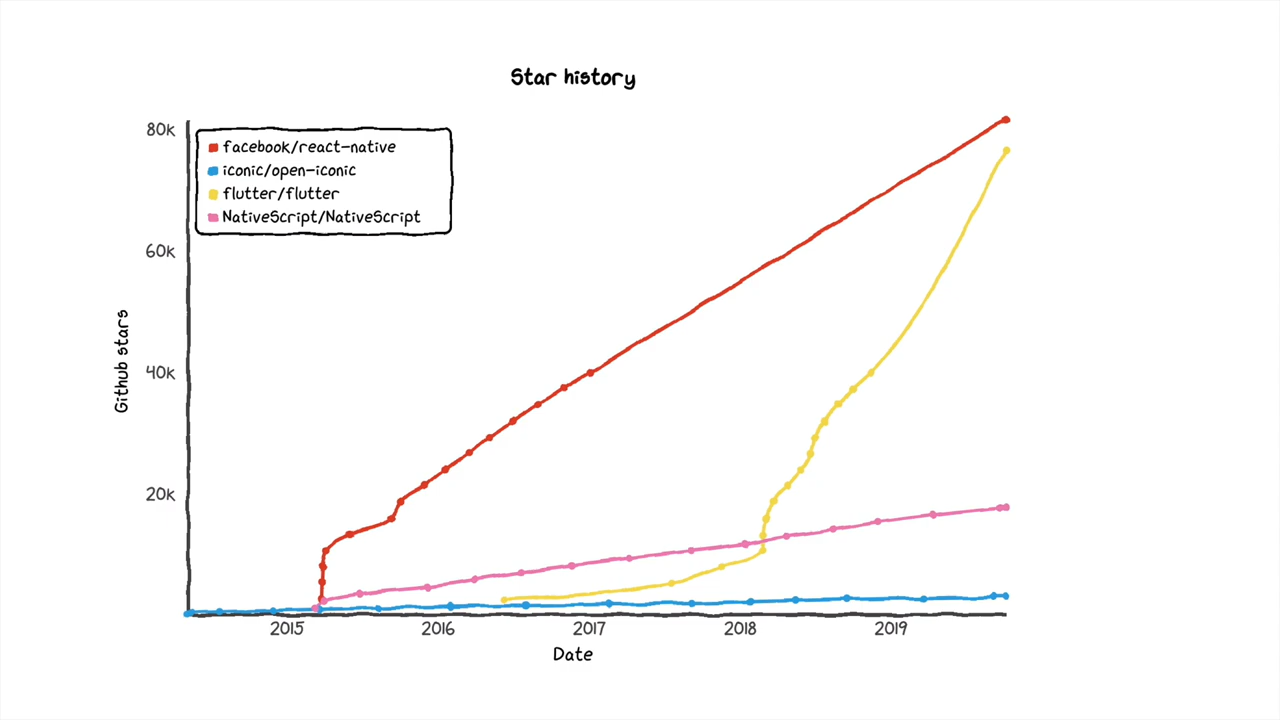 Star history
80k
60k
40k
20k
facebook/react-native
iconic/open-iconic
flutter/flutter
NativeScript/NativeScript
Github stars
2015 2016 2017 2018 2019
Date